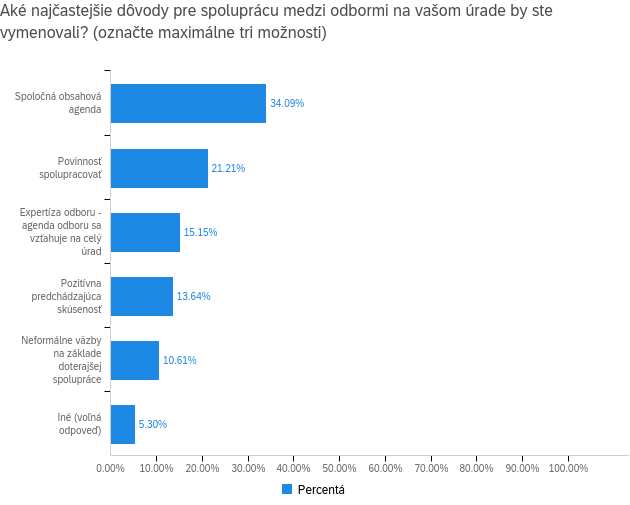 Aké najčastejšie dôvody pre spoluprácu medzi odbormi na vašom úrade by ste
vymenovali? (označte maximálne tri možnosti)
Spoločná obsahová
agenda
34.09%
Povinnosť
spolupracovať
21.21%
Expertíza odboru -
agenda odboru sa
vzťahuje na celý
úrad
15.15%
Pozitívna
predchádzajúca
skúsenosť
13.64%
Neformálne väzby
na základe
doterajšej
spolupráce
10.61%
Iné (voľná
odpoveď)
5.30%
0.00% 10.00% 20.00% 30.00% 40.00% 50.00% 60.00% 70.00% 80.00% 90.00% 100.00%
Percentá